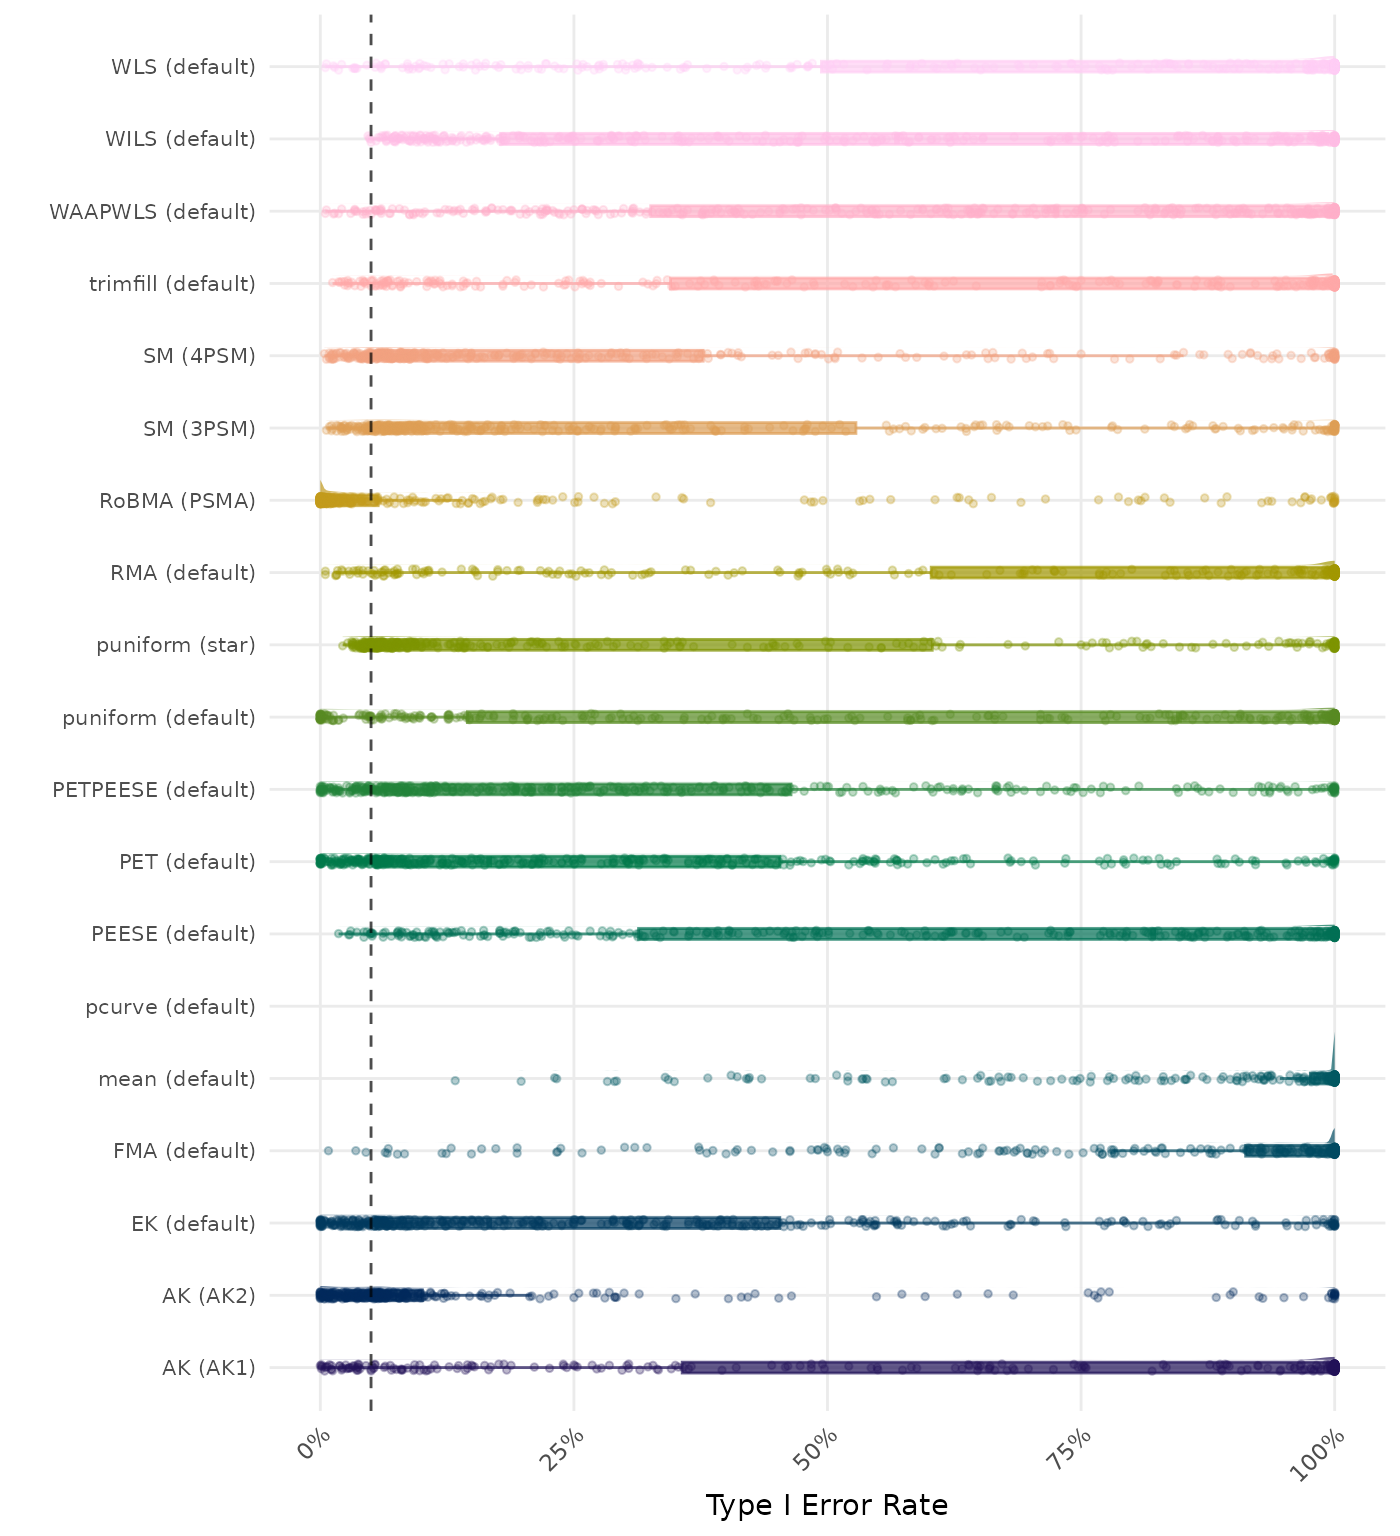 WLS (default)
WILS (default)
WAAPWLS (default)
trimfill (default)
SM (4PSM)
SM (3PSM)
RoBMA (PSMA)
RMA (default)
puniform (star)
puniform (default)
PETPEESE (default)
PET (default)
PEESE (default)
pcurve (default)
mean (default)
FMA (default)
EK (default)
AK (AK2)
AK (AK1)
0%
25%
50%
75%
100%
Type I Error Rate